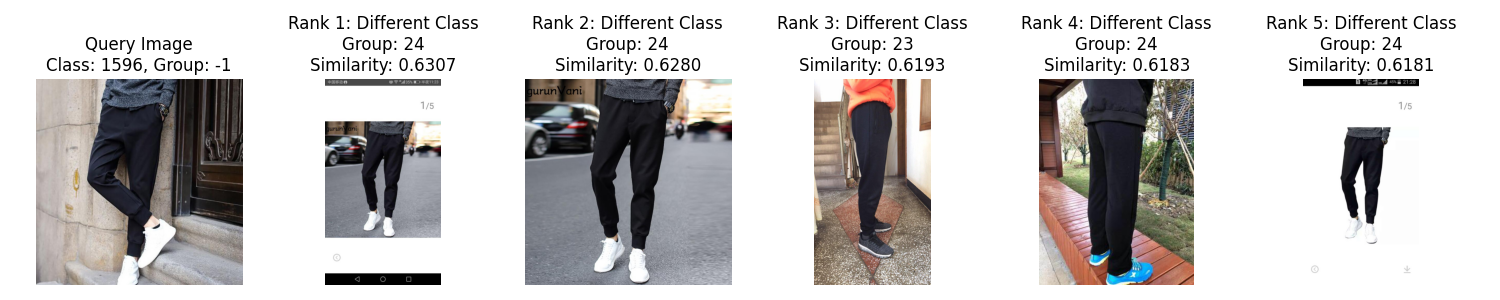 Query Image
Class: 1596, Group: -1
Rank 1: Different Class
Group: 24
Similarity: 0.6307
Rank 2: Different Class
Group: 24
Similarity: 0.6280
Rank 3: Different Class
Group: 23
Similarity: 0.6193
Rank 4: Different Class
Group: 24
Similarity: 0.6183
Rank 5: Different Class
Group: 24
Similarity: 0.6181
1/5
1/5